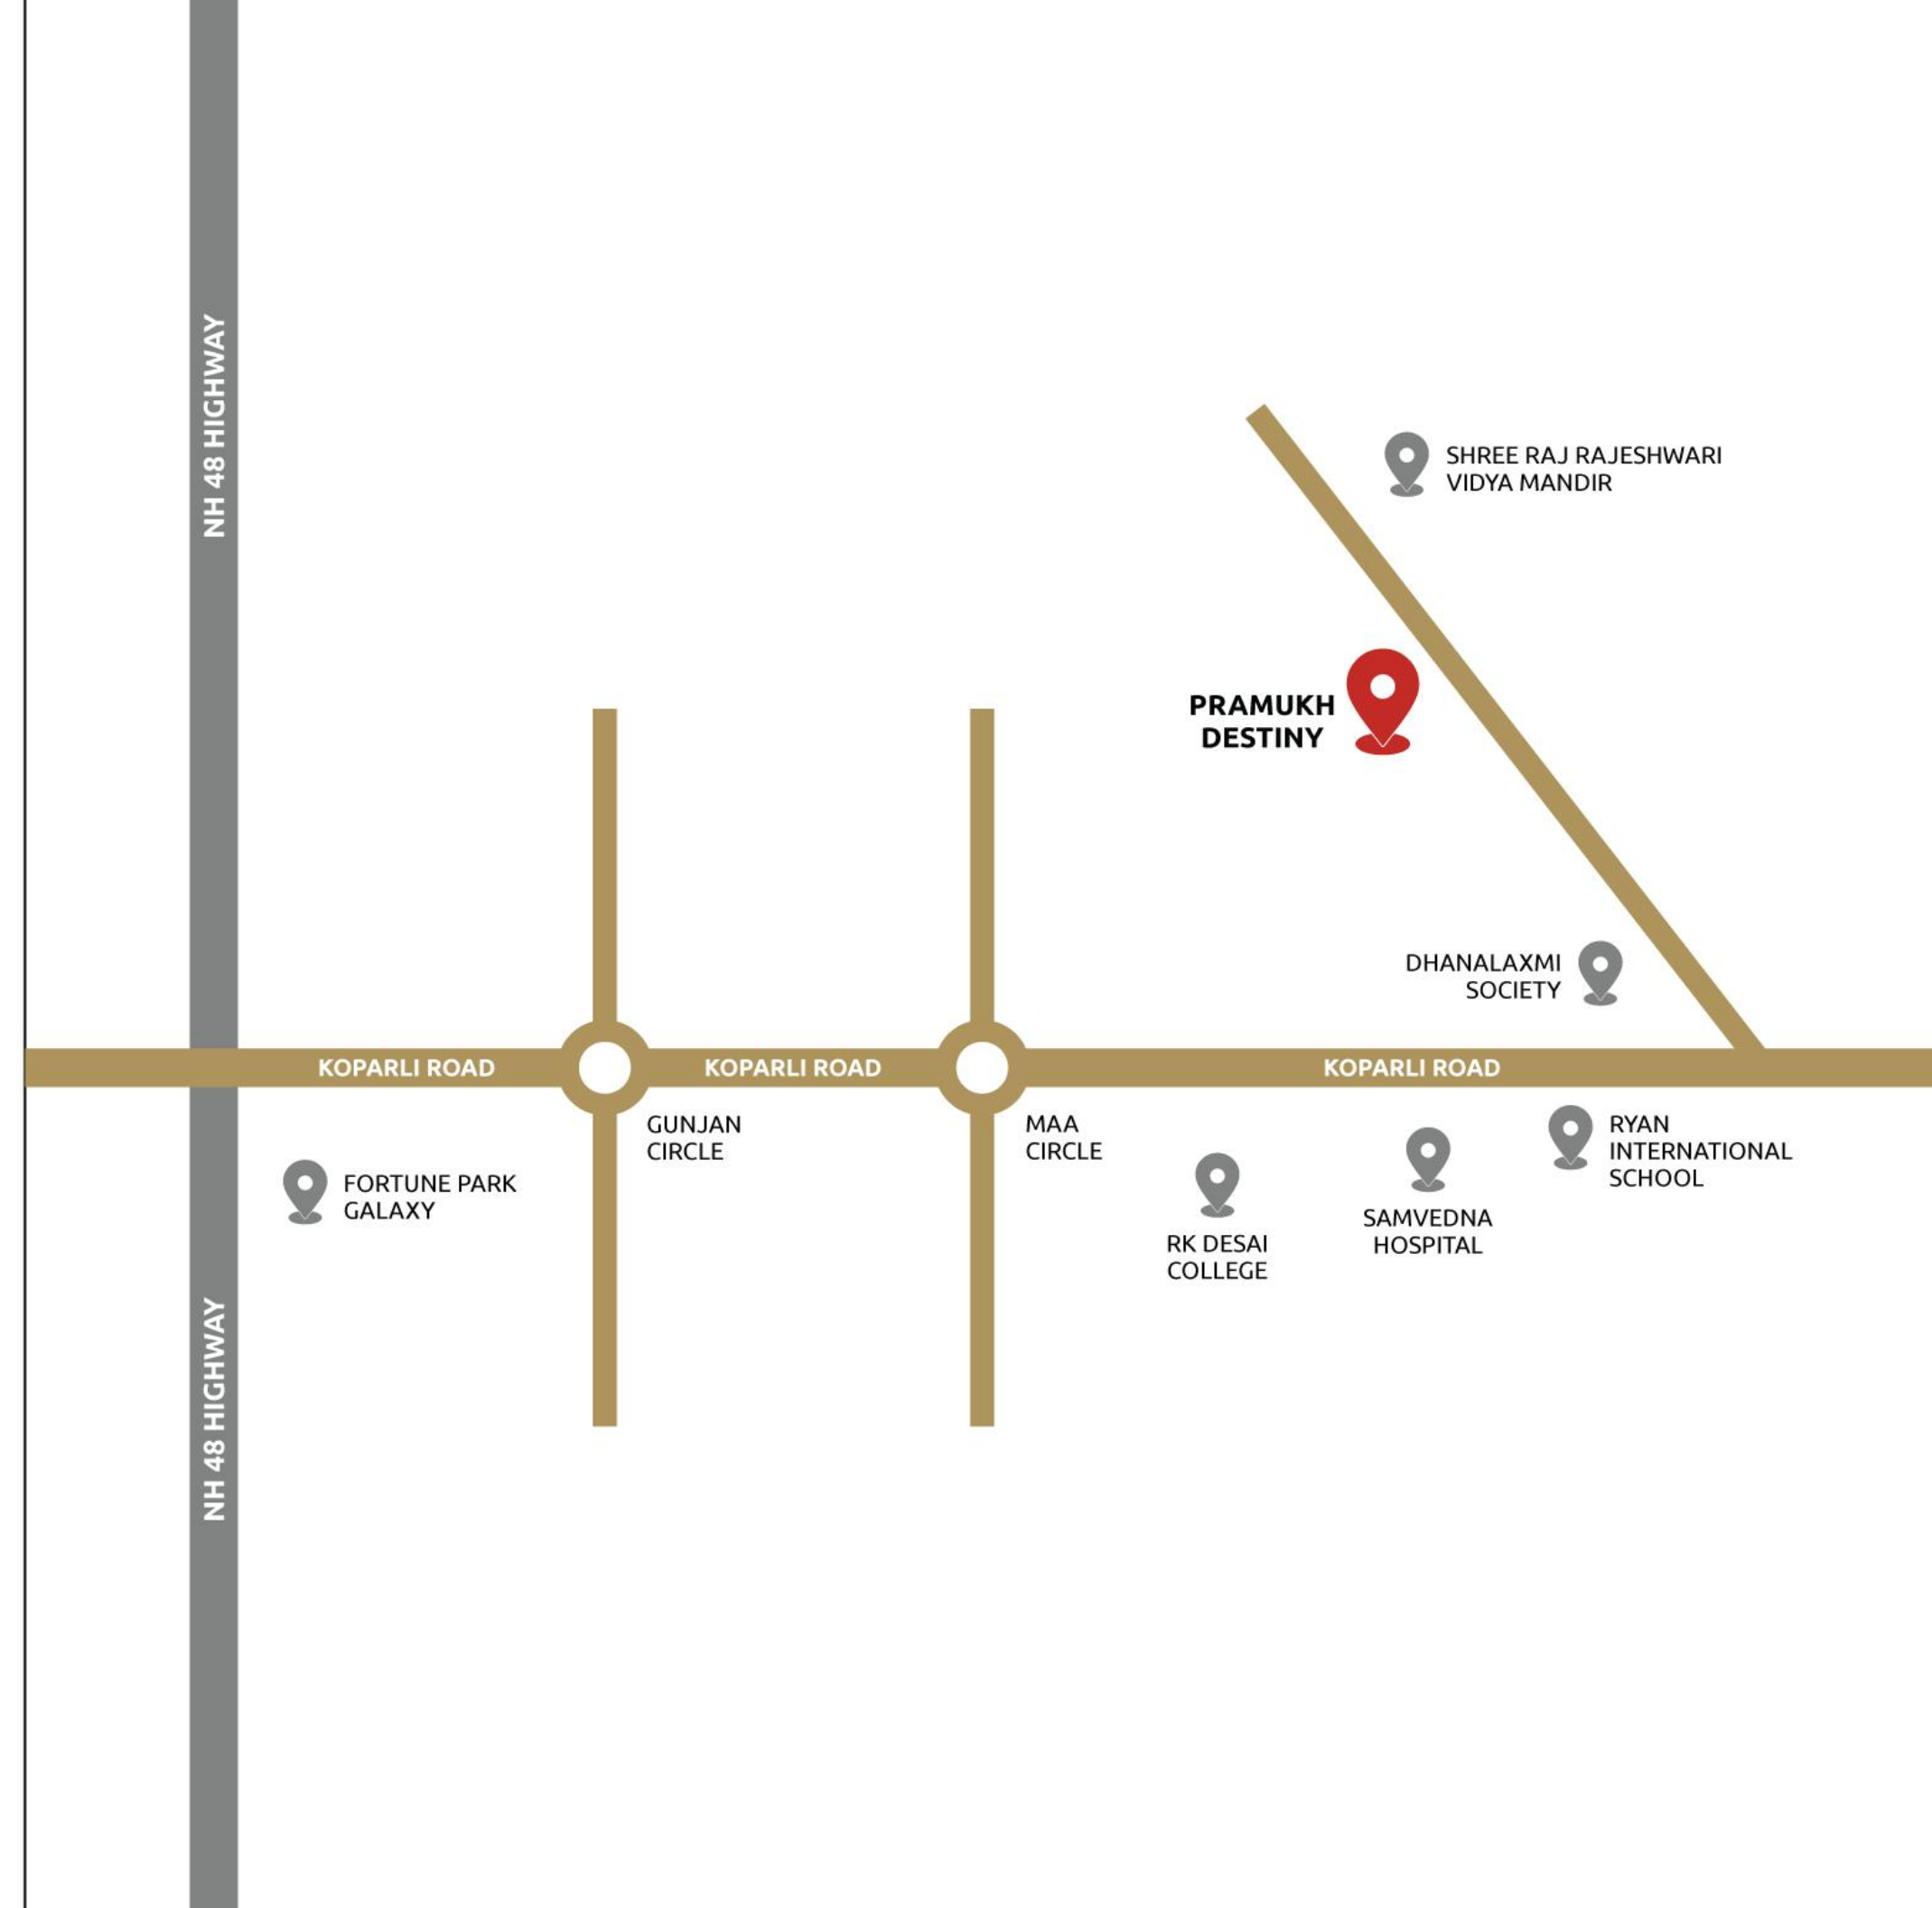 NH 48 HIGHWAY
SHREE RAJ RAJESHWARI
VIDYA MANDIR
PRAMUKH
DESTINY
DHANALAXMI
SOCIETY
KOPARLI ROAD
KOPARLI ROAD
KOPARLI ROAD
GUNJAN
CIRCLE
MAA
CIRCLE
RYAN
INTERNATIONAL
SCHOOL
FORTUNE PARK
GALAXY
SAMVEDNA
HOSPITAL
RK DESAI
COLLEGE
NH 48 HIGHWAY